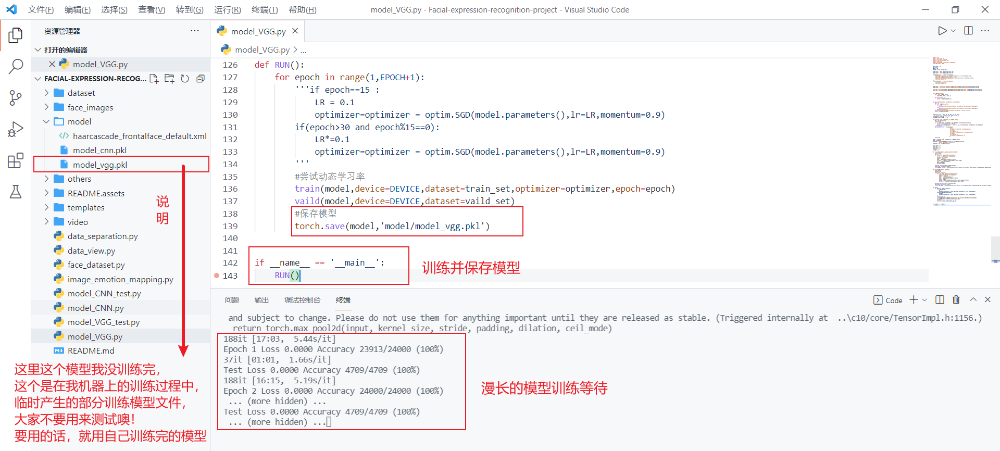 文件(F) 编辑(E) 选择(S) 查看(V) 转到(G) 运行(R) 终端(T) 帮助(H) model_VGG.py - Facial-expression-recognition-project - Visual Studio Code
资源管理器
打开的编辑器
model_VGG.py
FACIAL-EXPRESSION-RECOG...
dataset
face_images
model
haarcascade_frontalface_default.xml
model_cnn.pkl
model_vgg.pkl
others
README.assets
templates
video
data_separation.py
data_view.py
face_dataset.py
image_emotion_mapping.py
model_CNN_test.py
model_CNN.py
model_VGG_test.py
model_VGG.py
README.md
说
明
这里这个模型我没训练完，
这个是在我机器上的训练过程中，
临时产生的部分训练模型文件，
大家不要用来测试噢！
要用的话，就用自己训练完的模型
model_VGG.py
model_VGG.py > ...
126 def RUN():
127 for epoch in range(1,EPOCH+1):
128 '''if epoch==15 :
129 LR = 0.1
130 optimizer=optimizer = optim.SGD(model.parameters(),lr=LR,momentum=0.9)
131 if(epoch>30 and epoch%15==0):
132 LR*=0.1
133 optimizer=optimizer = optim.SGD(model.parameters(),lr=LR,momentum=0.9)
134 '''
135 #尝试动态学习率
136 train(model,device=DEVICE,dataset=train_set,optimizer=optimizer,epoch=epoch)
137 vaild(model,device=DEVICE,dataset=vaild_set)
138 #保存模型
139 torch.save(model,'model/model_vgg.pkl')
140
141
142 if __name__ == '__main__':
143 RUN()
训练并保存模型
问题 输出 调试控制台 终端 Code
and subject to change. Please do not use them for anything important until they are released as stable. (Triggered internally at ..\c10/core/TensorImpl.h:1156.)
return torch.max_pool2d(input, kernel_size, stride, padding, dilation, ceil_mode)
188it [17:03, 5.44s/it]
Epoch 1 Loss 0.0000 Accuracy 23913/24000 (100%)
37it [01:01, 1.66s/it]
Test Loss 0.0000 Accuracy 4709/4709 (100%)
188it [16:15, 5.19s/it]
Epoch 2 Loss 0.0000 Accuracy 24000/24000 (100%)
... (more hidden) ...
Test Loss 0.0000 Accuracy 4709/4709 (100%)
... (more hidden) ...
漫长的模型训练等待